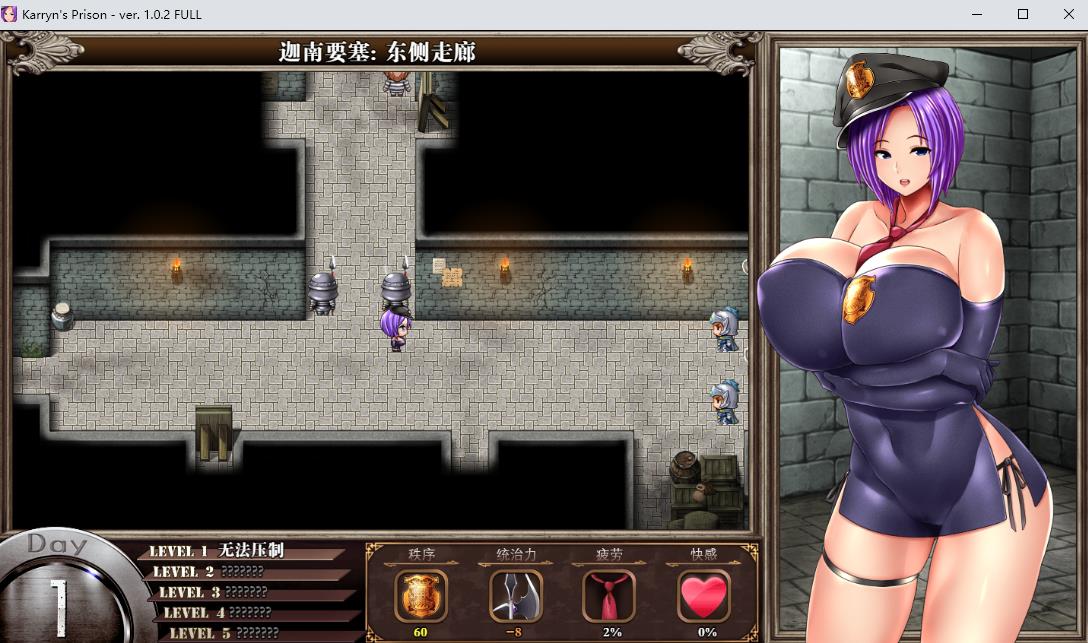 Karryn's Prison - ver. 1.0.2 FULL
迦南要塞: 东侧走廊
Day
1
LEVEL 1 无法压制
LEVEL 2 ???????
LEVEL 3 ???????
LEVEL 4 ???????
LEVEL 5 ???????
秩序 统治力 疲劳 快感
60 -8 2% 0%